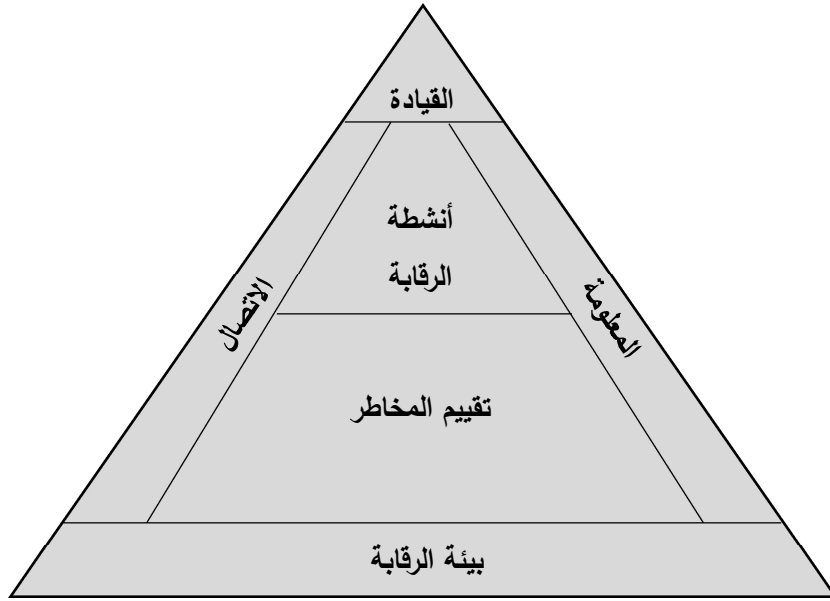 القيادة
أنشطة
الرقابة
المعلومة
الاتصال
تقييم المخاطر
بيئة الرقابة